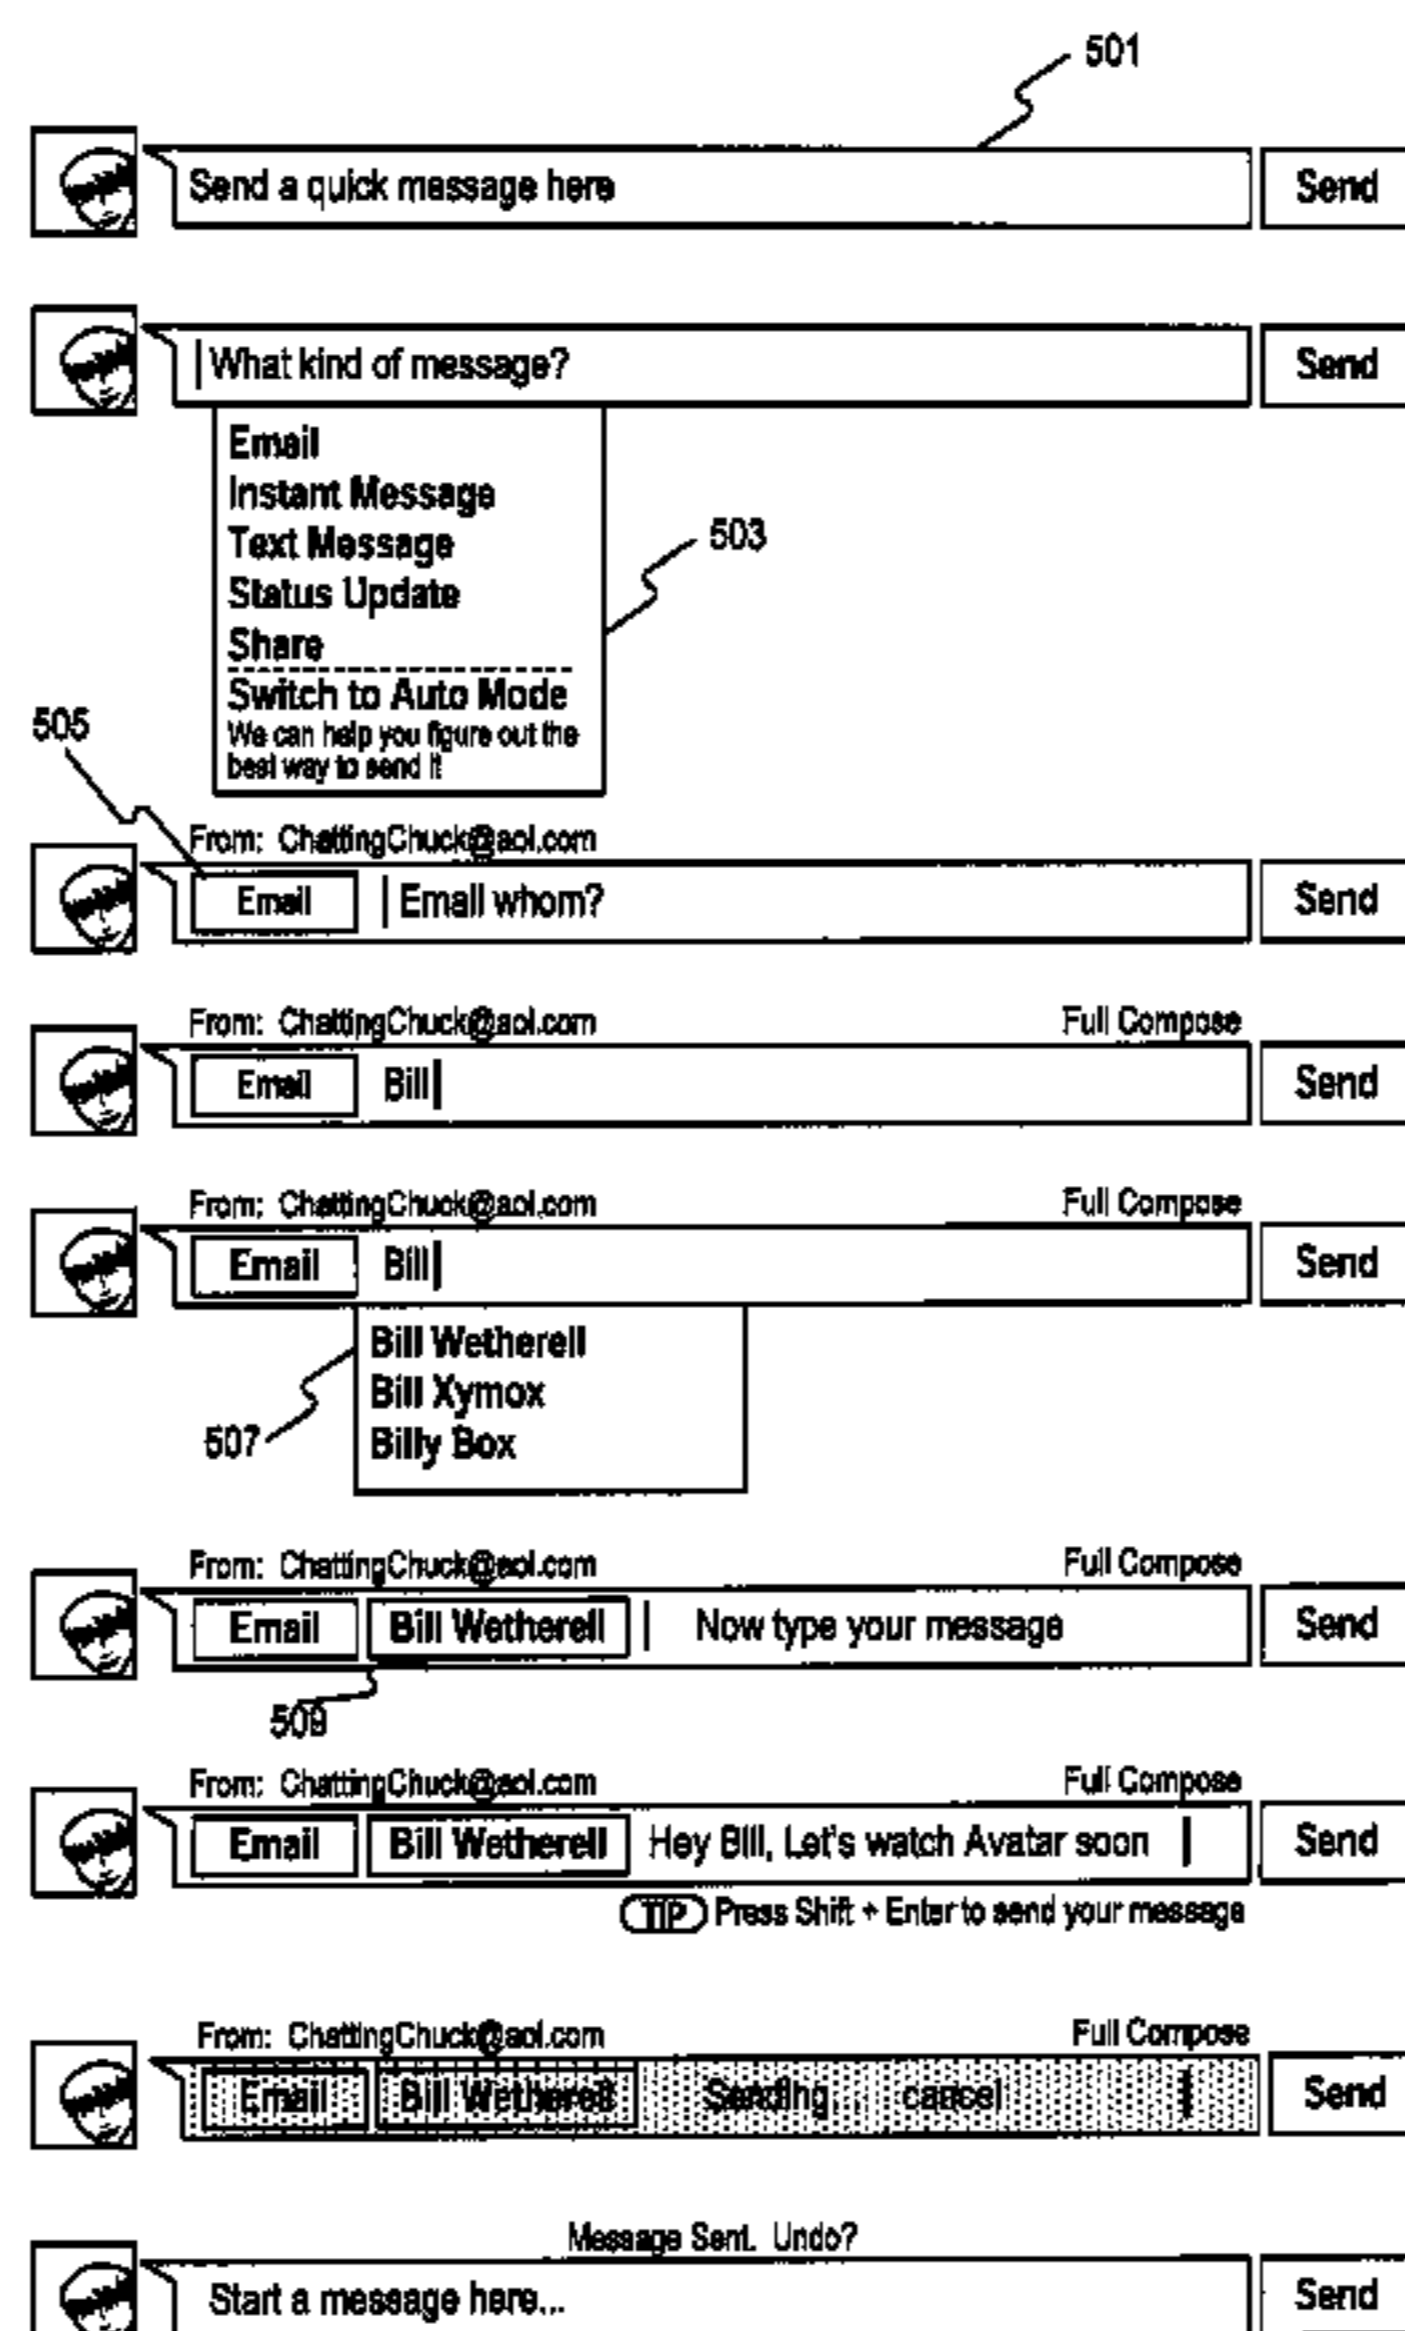 501
Send a quick message here Send
What kind of message? Send
Email
Instant Message
Text Message
503
Status Update
Share
Switch to Auto Mode
505
We can help you figure out the
best way to send it
From: ChattingChuck@aol.com
Email Email whom? Send
From: ChattingChuck@aol.com Full Compose
Email Bill Send
From: ChattingChuck@aol.com Full Compose
Email Bill Send
Bill Wetherell
Bill Xymox
507 Billy Box
From: ChattingChuck@aol.com Full Compose
Email Bill Wetherell Now type your message Send
509
From: ChattingChuck@aol.com Full Compose
Email Bill Wetherell Hey Bill, Let's watch Avatar soon Send
TIP Press Shift + Enter to send your message
From: ChattingChuck@aol.com Full Compose
Email Bill Wetherell Sending cancel Send
Message Sent. Undo?
Start a message here... Send